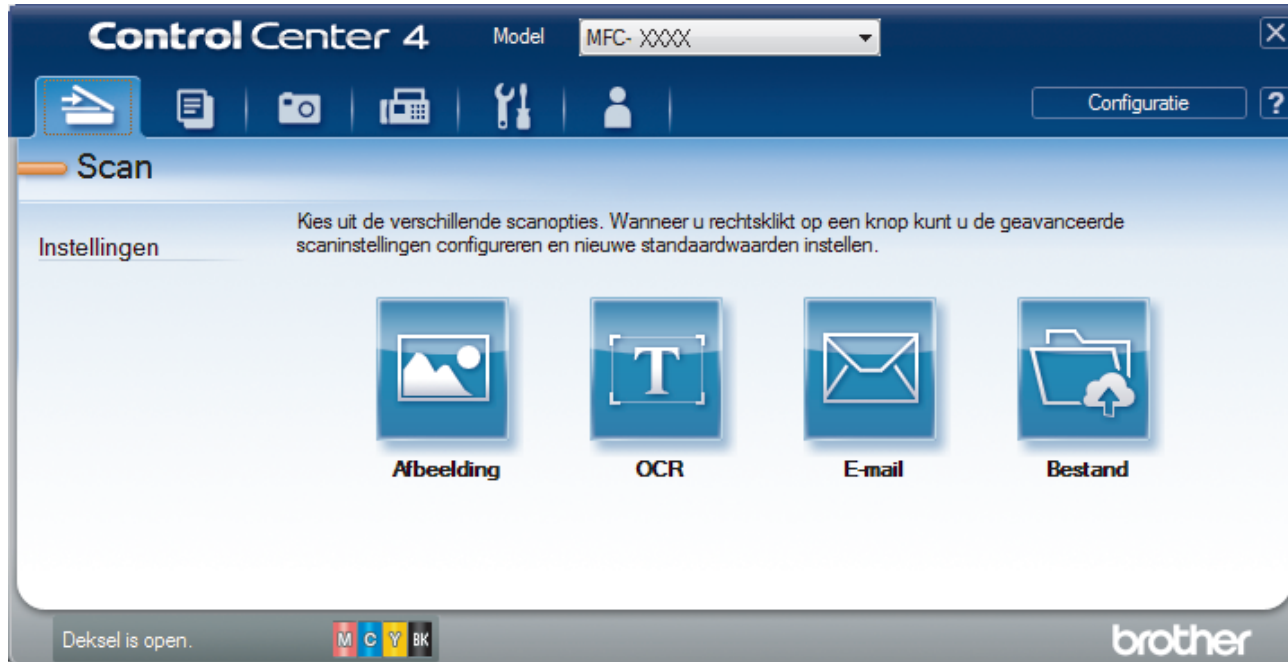 Control Center 4 Model MFC- XXXX
Configuratie ?
Scan
Instellingen
Kies uit de verschillende scanopties. Wanneer u rechtsklikt op een knop kunt u de geavanceerde
scaninstellingen configureren en nieuwe standaardwaarden instellen.
T
Afbeelding OCR E-mail Bestand
Deksel is open. M C Y BK brother